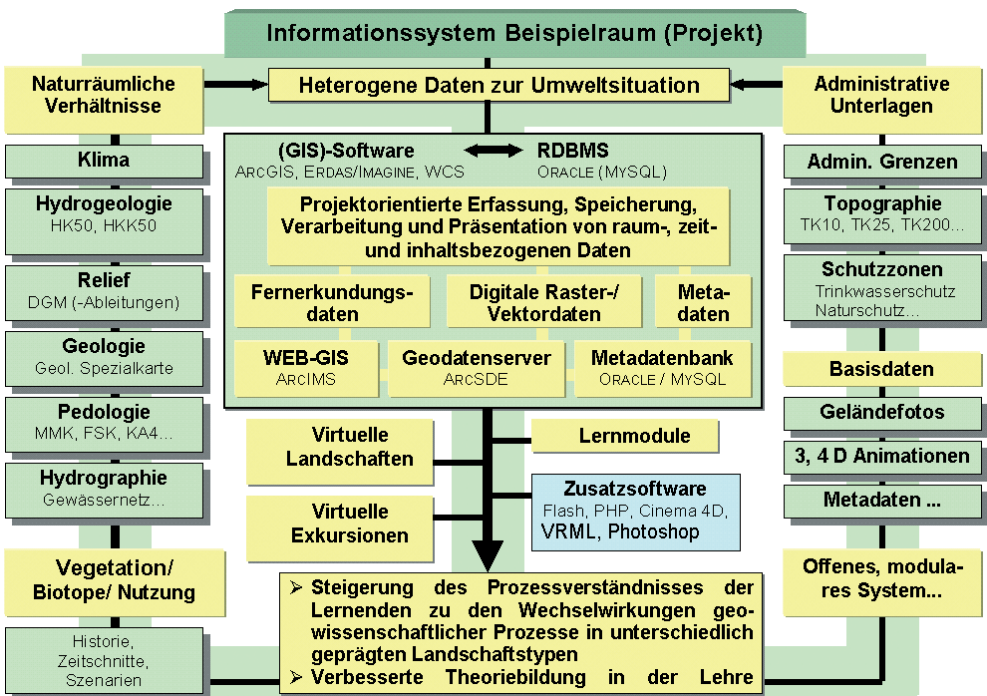 Informationssystem Beispielraum (Projekt)
Naturräumliche
Verhältnisse
Heterogene Daten zur Umweltsituation
Administrative
Unterlagen
Klima
Hydrogeologie
HK50, HKK50
Relief
DGM (-Ableitungen)
Geologie
Geol. Spezialkarte
Pedologie
MMK, FSK, KA4...
Hydrographie
Gewässernetz...
Vegetation/
Biotope/ Nutzung
Historie,
Zeitschnitte,
Szenarien
(GIS)-Software
ARCGIS, ERDAS/IMAGINE, WCS
RDBMS
ORACLE (MYSQL)
Projektorientierte Erfassung, Speicherung,
Verarbeitung und Präsentation von raum-, zeit-
und inhaltsbezogenen Daten
Fernerkundungs-
daten
Digitale Raster-/
Vektordaten
Meta-
daten
WEB-GIS
ARCIMS
Geodatenserver
ARCSDE
Metadatenbank
ORACLE / MYSQL
Virtuelle
Landschaften
Lernmodule
Virtuelle
Exkursionen
Zusatzsoftware
Flash, PHP, Cinema 4D,
VRML, Photoshop
➢ Steigerung des Prozessverständnisses der
Lernenden zu den Wechselwirkungen geo-
wissenschaftlicher Prozesse in unterschiedlich
geprägten Landschaftstypen
➢ Verbesserte Theoriebildung in der Lehre
Admin. Grenzen
Topographie
TK10, TK25, TK200...
Schutzzonen
Trinkwasserschutz
Naturschutz...
Basisdaten
Geländefotos
3, 4 D Animationen
Metadaten ...
Offenes, modula-
res System...